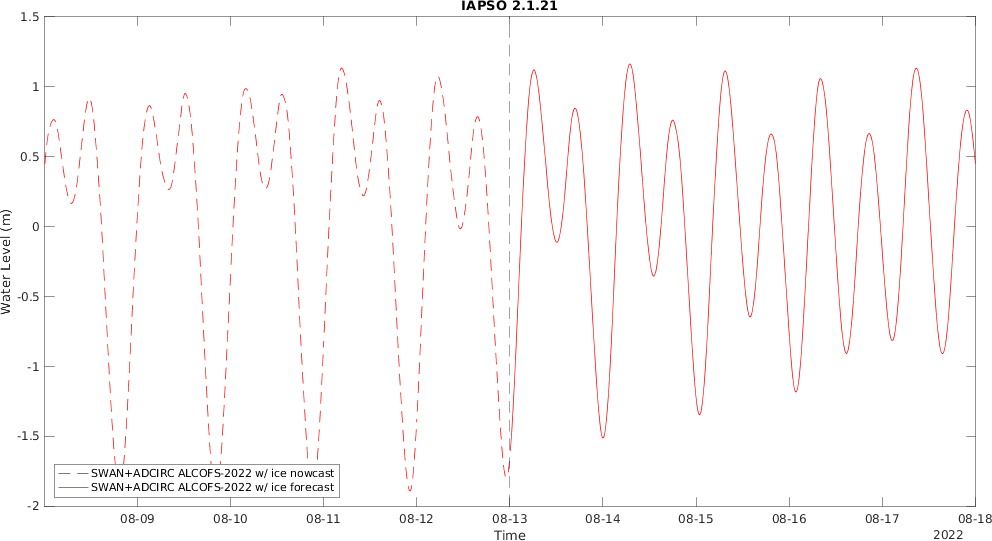 IAPSO 2.1.21
1.5
1
0.5
0
-0.5
-1
-1.5
-2
Water Level (m)
SWAN+ADCIRC ALCOFS-2022 w/ ice nowcast
SWAN+ADCIRC ALCOFS-2022 w/ ice forecast
08-09 08-10 08-11 08-12 08-13 08-14 08-15 08-16 08-17 08-18
Time
2022